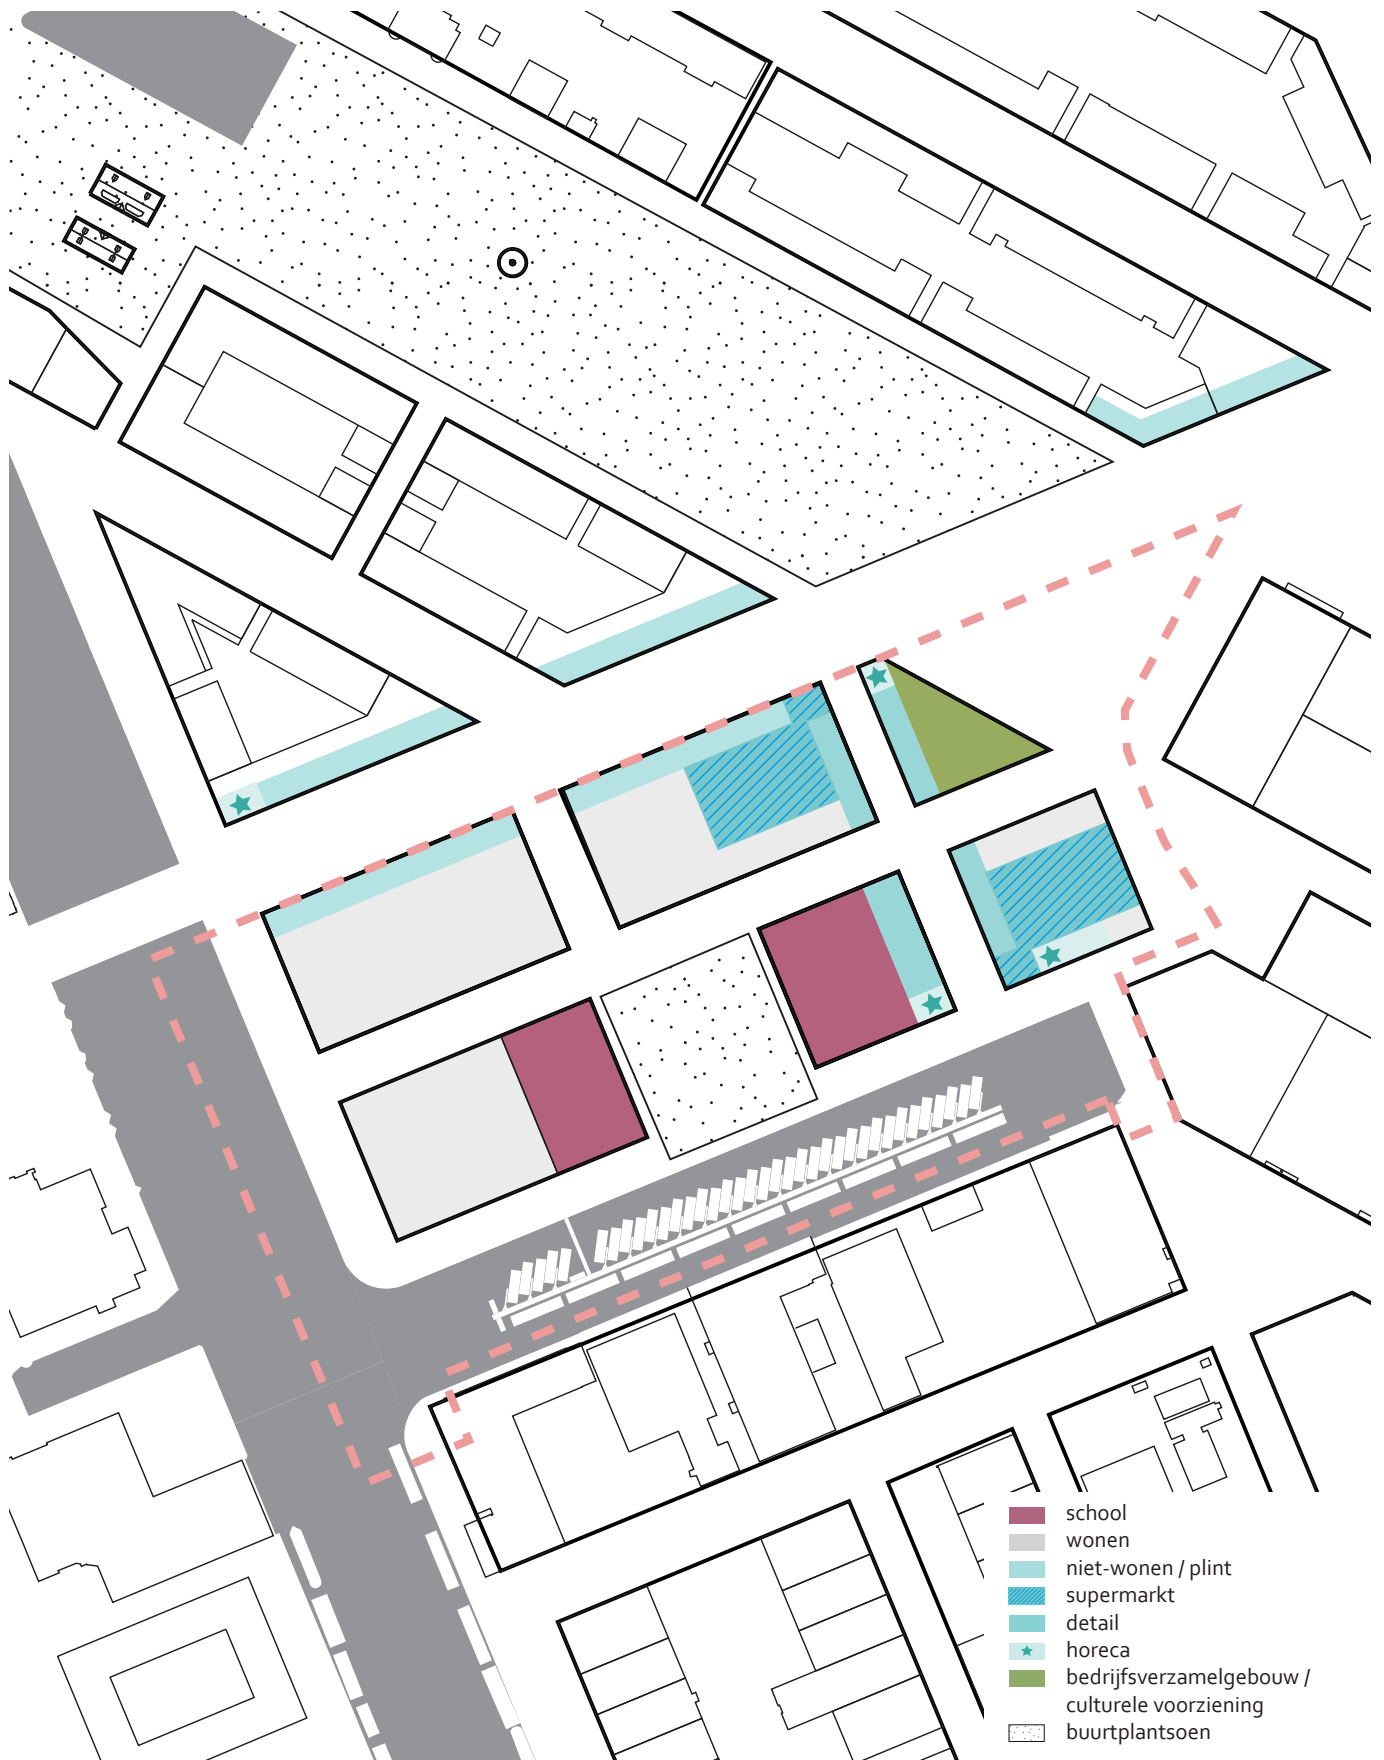 school
wonen
niet-wonen / plint
supermarkt
detail
horeca
bedrijfsverzamelgebouw /
culturele voorziening
buurtplantsoen